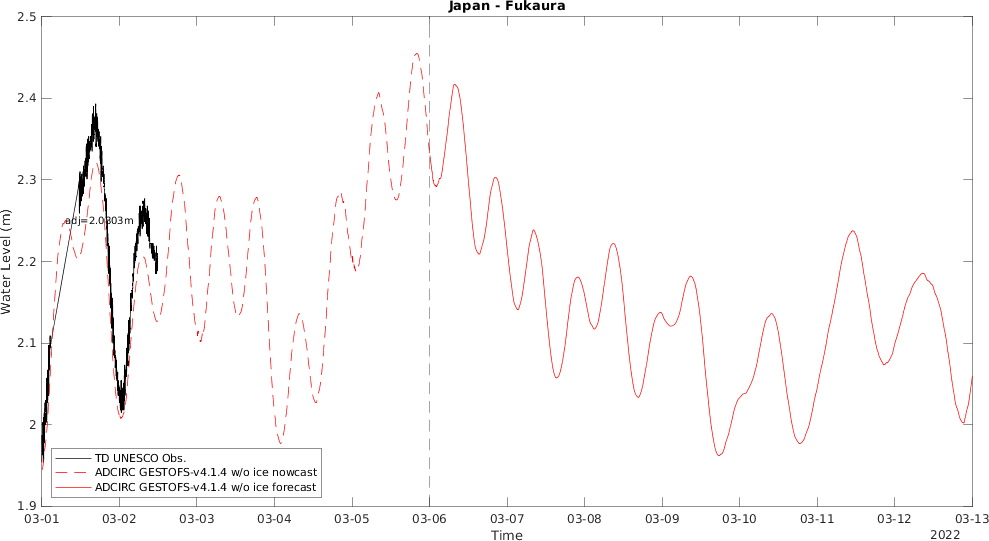 Japan - Fukaura
2.5
2.4
2.3
2.2
2.1
2
1.9
Water Level (m)
adj=2.0303m
TD UNESCO Obs.
ADCIRC GESTOFS-v4.1.4 w/o ice nowcast
ADCIRC GESTOFS-v4.1.4 w/o ice forecast
03-01 03-02 03-03 03-04 03-05 03-06 03-07 03-08 03-09 03-10 03-11 03-12 03-13
Time
2022